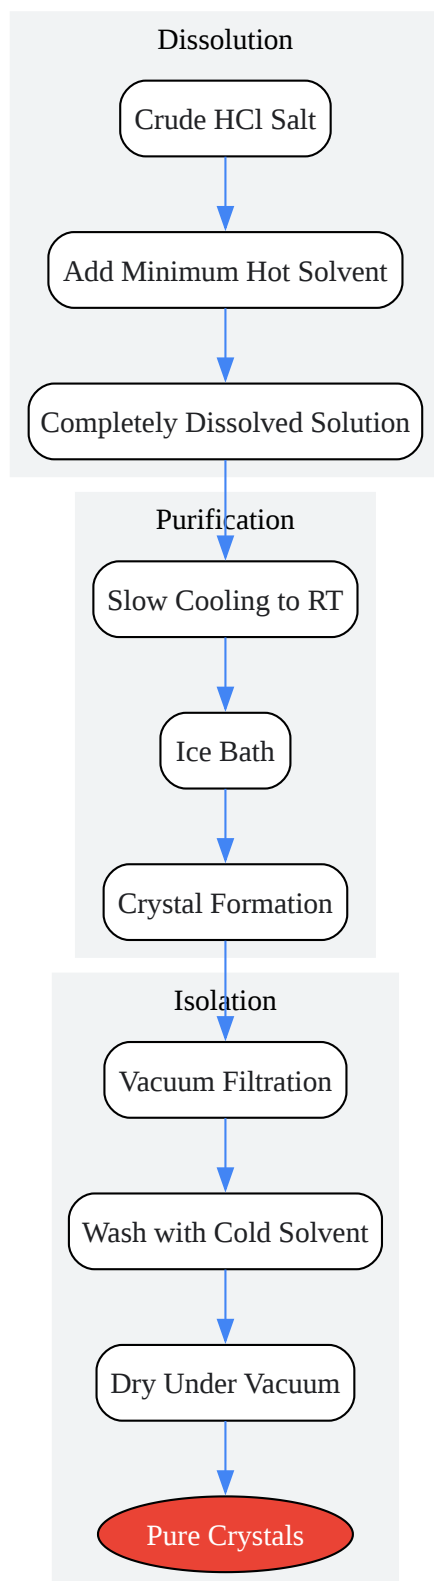 Dissolution
Crude HCl Salt
Add Minimum Hot Solvent
Completely Dissolved Solution
Purification
Slow Cooling to RT
Ice Bath
Crystal Formation
Isolation
Vacuum Filtration
Wash with Cold Solvent
Dry Under Vacuum
Pure Crystals